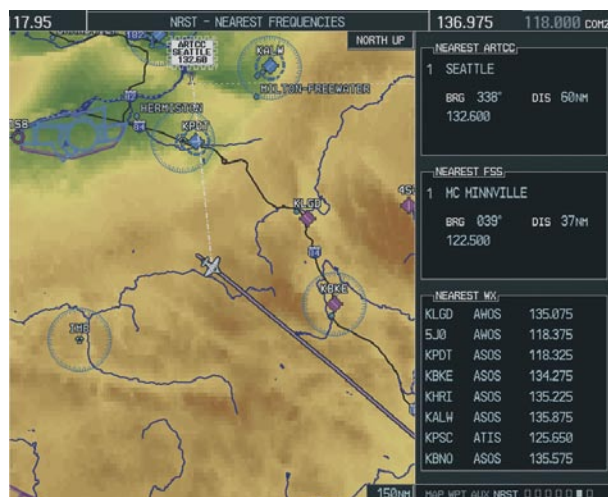 17.95
NRST - NEAREST FREQUENCIES
136.975
118.000 COM2
NORTH UP
ARTCC
SEATTLE
132.60
KALW
MILTON-FREEWATER
HERMISTON
KPDT
84
KLGD
84
KBKE
IMB
150NM
NEAREST ARTCC
1 SEATTLE
BRG 338° DIS 60NM
132.600
NEAREST FSS
1 MC MINNVILLE
BRG 039° DIS 37NM
122.500
NEAREST WX
KLGD AWOS 135.075
5J0 AWOS 118.375
KPDT ASOS 118.325
KBKE ASOS 134.275
KHRI ASOS 135.225
KALW ASOS 135.875
KPSC ATIS 125.650
KBNO ASOS 135.575
MAP WPT AUX NRST